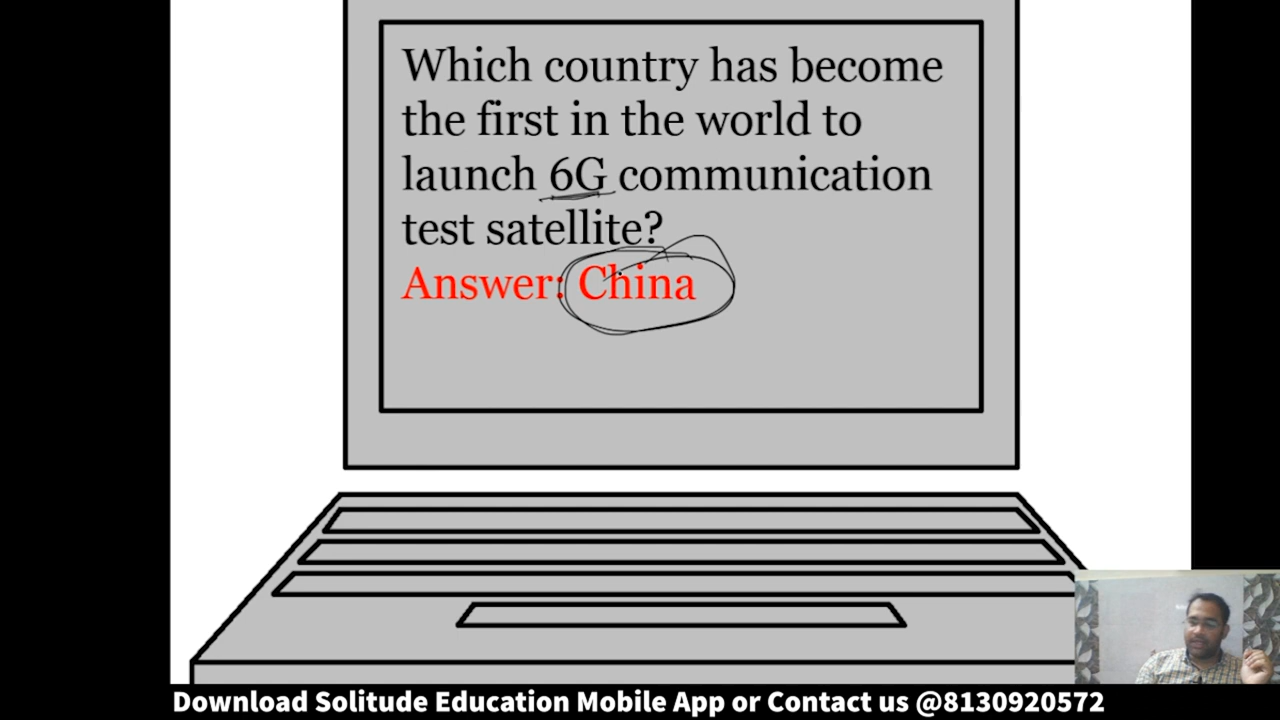 Which country has become
the first in the world to
launch 6G communication
test satellite?
Answer: China
Download Solitude Education Mobile App or Contact us @8130920572